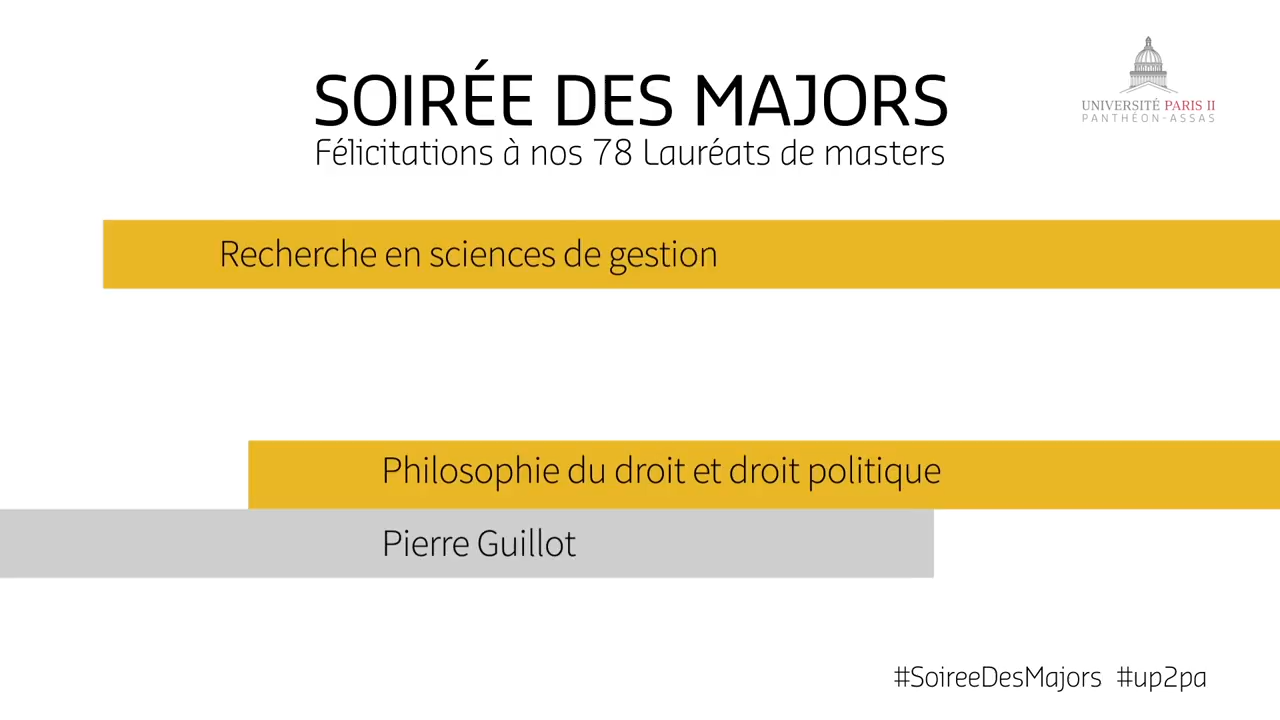 SOIRÉE DES MAJORS
Félicitations à nos 78 Lauréats de masters
UNIVERSITÉ PARIS II
PANTHÉON-ASSAS
Recherche en sciences de gestion
Philosophie du droit et droit politique
Pierre Guillot
#SoireeDesMajors #up2pa